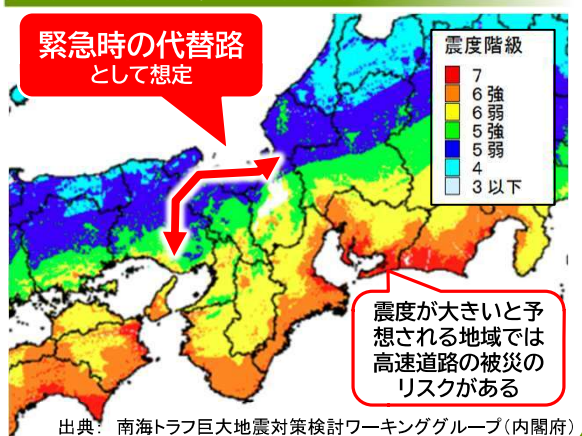 緊急時の代替路
として想定
震度階級
7
6強
6弱
5強
5弱
4
3以下
震度が大きいと予
想される地域では
高速道路の被災の
リスクがある
出典： 南海トラフ巨大地震対策検討ワーキンググループ（内閣府）